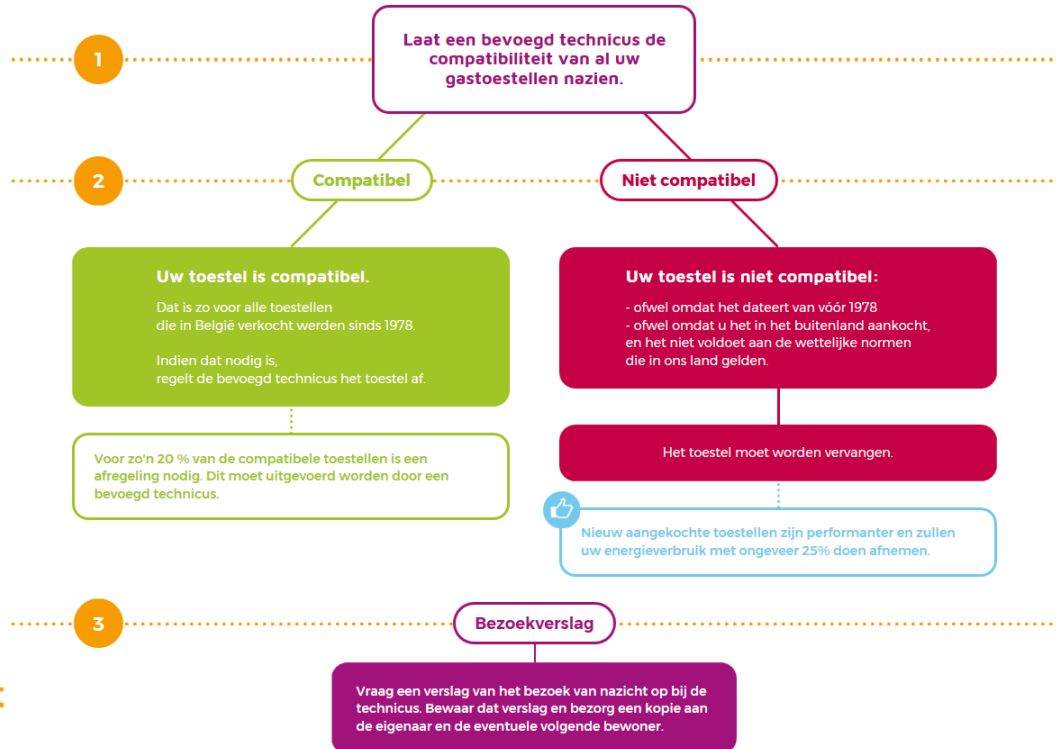 1
Laat een bevoegd technicus de
compatibiliteit van al uw
gastoestellen nazien.
2
Compatibel
Niet compatibel
Uw toestel is compatibel.
Dat is zo voor alle toestellen
die in België verkocht werden sinds 1978.
Indien dat nodig is,
regelt de bevoegd technicus het toestel af.
Voor zo'n 20 % van de compatibele toestellen is een
afregeling nodig. Dit moet uitgevoerd worden door een
bevoegd technicus.
Uw toestel is niet compatibel:
- ofwel omdat het dateert van vóór 1978
- ofwel omdat u het in het buitenland aankocht,
en het niet voldoet aan de wettelijke normen
die in ons land gelden.
Het toestel moet worden vervangen.
Nieuw aangekochte toestellen zijn performanter en zullen
uw energieverbruik met ongeveer 25% doen afnemen.
3
Bezoekverslag
Vraag een verslag van het bezoek van nazicht op bij de
technicus. Bewaar dat verslag en bezorg een kopie aan
de eigenaar en de eventuele volgende bewoner.